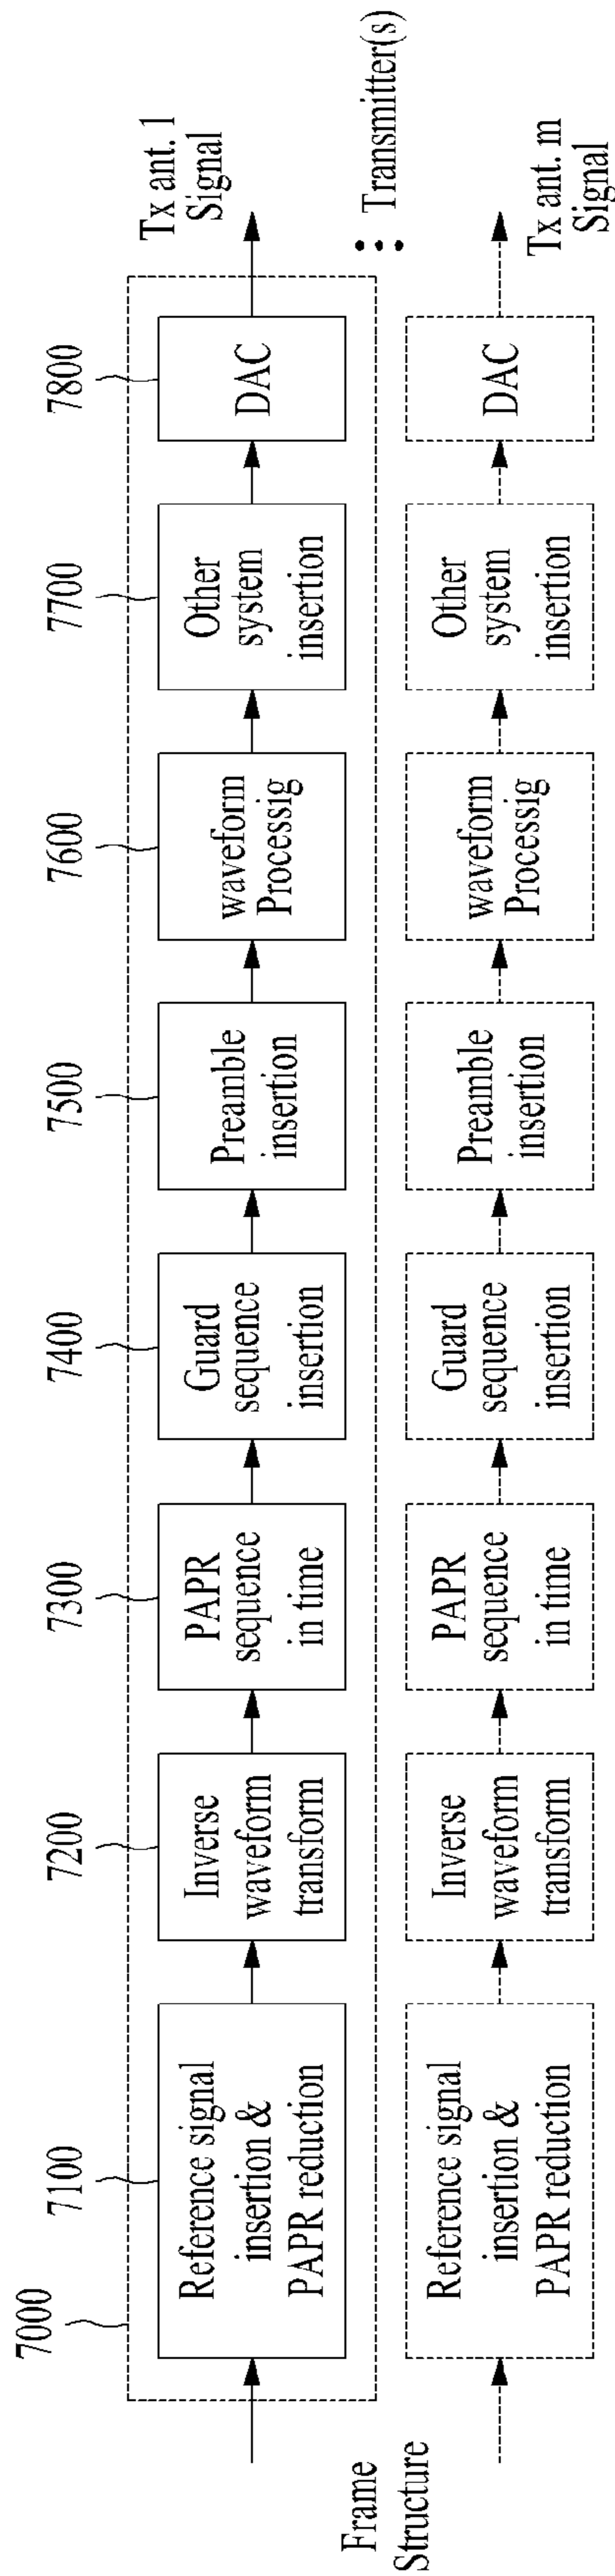 7000
7100
7200
7300
7400
7500
7600
7700
7800
Frame
Structure
Reference signal
insertion &
PAPR reduction
Inverse
waveform
transform
PAPR
sequence
in time
Guard
sequence
insertion
Preamble
insertion
waveform
Processig
Other
system
insertion
DAC
Tx ant. 1
Signal
Transmitter(s)
Reference signal
insertion &
PAPR reduction
Inverse
waveform
transform
PAPR
sequence
in time
Guard
sequence
insertion
Preamble
insertion
waveform
Processig
Other
system
insertion
DAC
Tx ant. m
Signal